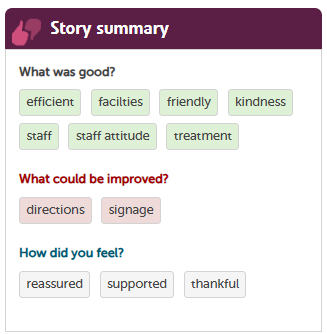 Story summary
What was good?
efficient facilties friendly kindness
staff staff attitude treatment
What could be improved?
directions signage
How did you feel?
reassured supported thankful